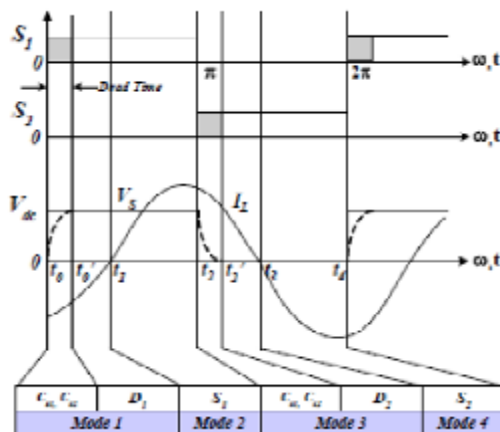 S1
0
π
2π
ωst
Dead Time
S2
0
ωst
Vdc
VS
IL
0
t0
t0′
t1
t2
t2′
t3
t4
ωst
D1
S1
D2
S2
Mode 1
Mode 2
Mode 3
Mode 4